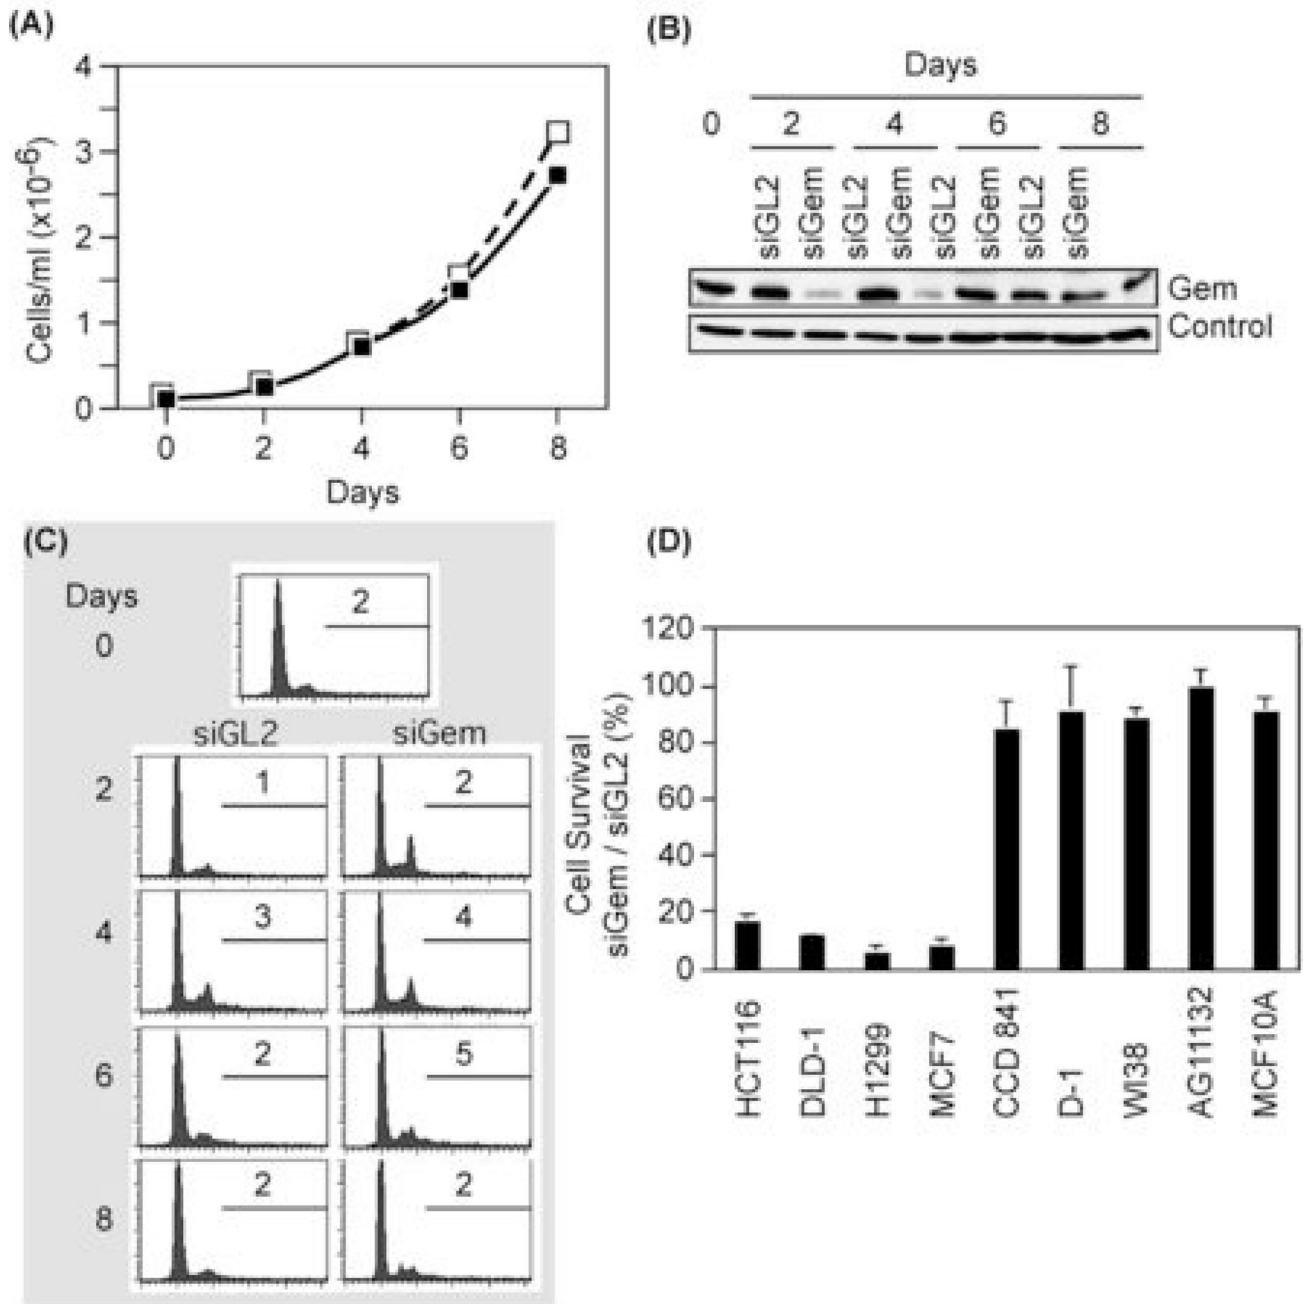 (A)
4
3
2
1
0
Cells/ml (x10-6)
0 2 4 6 8
Days
(B)
Days
0 2 4 6 8
siGL2 siGem siGL2 siGem siGL2 siGem siGL2 siGem
Gem
Control
(C)
Days
0
2
siGL2 siGem
2
1 2
4
3 4
6
2 5
8
2 2
(D)
120
100
80
60
40
20
0
Cell Survival
siGem / siGL2 (%)
HCT116 DLD-1 H1299 MCF7 CCD 841 D-1 WI38 AG11132 MCF10A